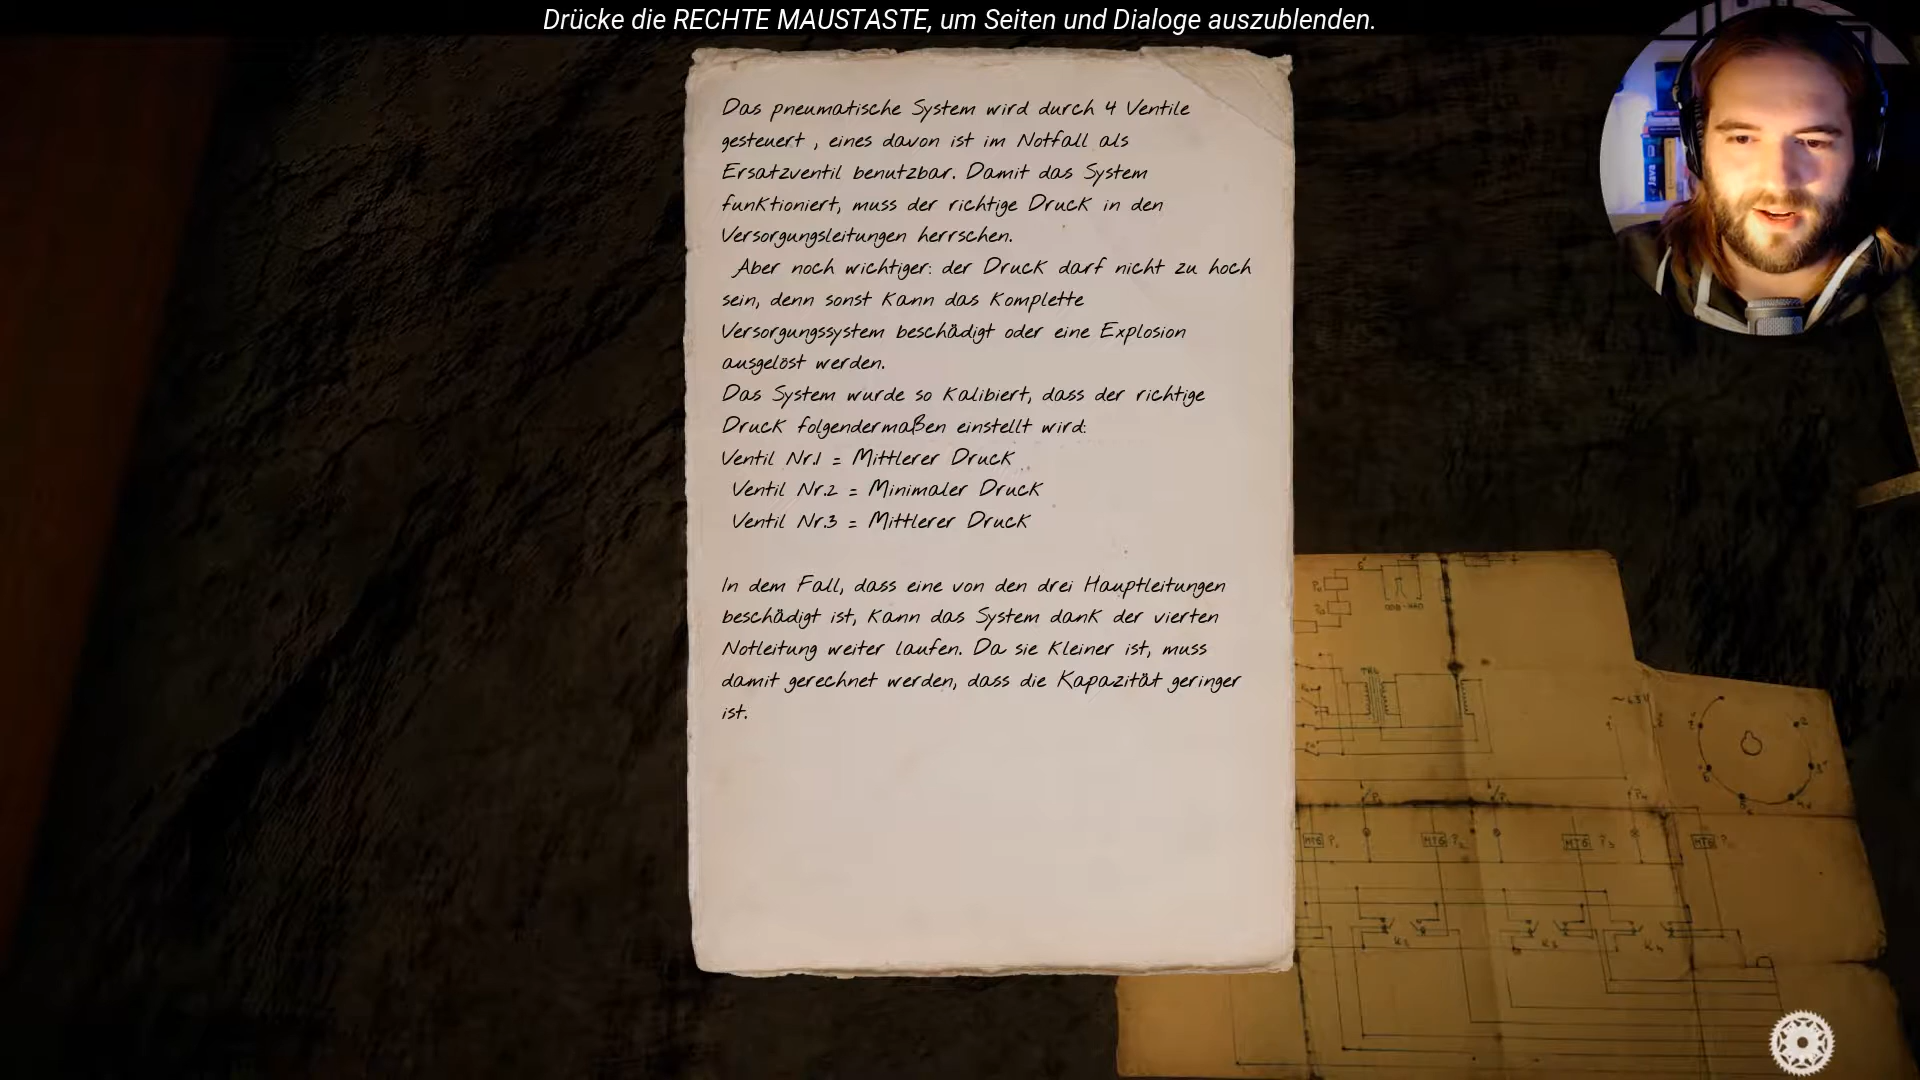 Drücke die RECHTE MAUSTASTE, um Seiten und Dialoge auszublenden.
Das pneumatische System wird durch 4 Ventile
gesteuert , eines davon ist im Notfall als
Ersatzventil benutzbar. Damit das System
funktioniert, muss der richtige Druck in den
Versorgungsleitungen herrschen.
Aber noch wichtiger: der Druck darf nicht zu hoch
sein, denn sonst kann das komplette
Versorgungssystem beschädigt oder eine Explosion
ausgelöst werden.
Das System wurde so kalibiert, dass der richtige
Druck folgendermaßen einstellt wird:
Ventil Nr.1 = Mittlerer Druck
Ventil Nr.2 = Minimaler Druck
Ventil Nr.3 = Mittlerer Druck
In dem Fall, dass eine von den drei Hauptleitungen
beschädigt ist, kann das System dank der vierten
Notleitung weiter laufen. Da sie kleiner ist, muss
damit gerechnet werden, dass die Kapazität geringer
ist.
Java